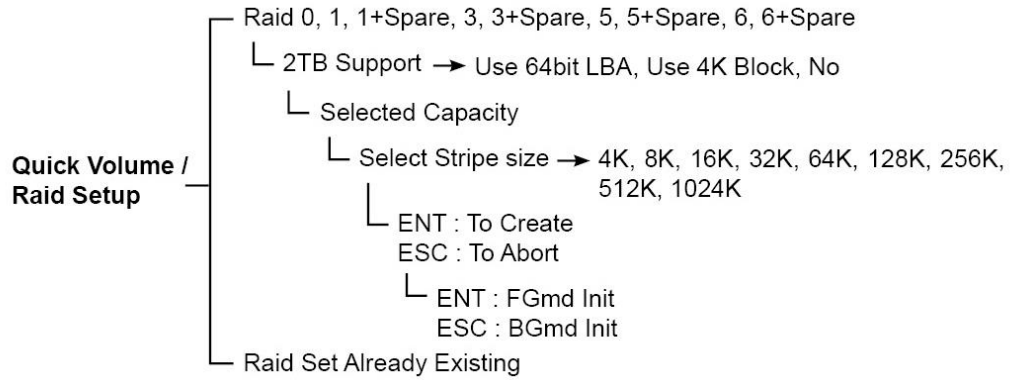 Raid 0, 1, 1+Spare, 3, 3+Spare, 5, 5+Spare, 6, 6+Spare
2TB Support → Use 64bit LBA, Use 4K Block, No
Selected Capacity
Select Stripe size → 4K, 8K, 16K, 32K, 64K, 128K, 256K,
512K, 1024K
Quick Volume /
Raid Setup
ENT : To Create
ESC : To Abort
ENT : FGmd Init
ESC : BGmd Init
Raid Set Already Existing